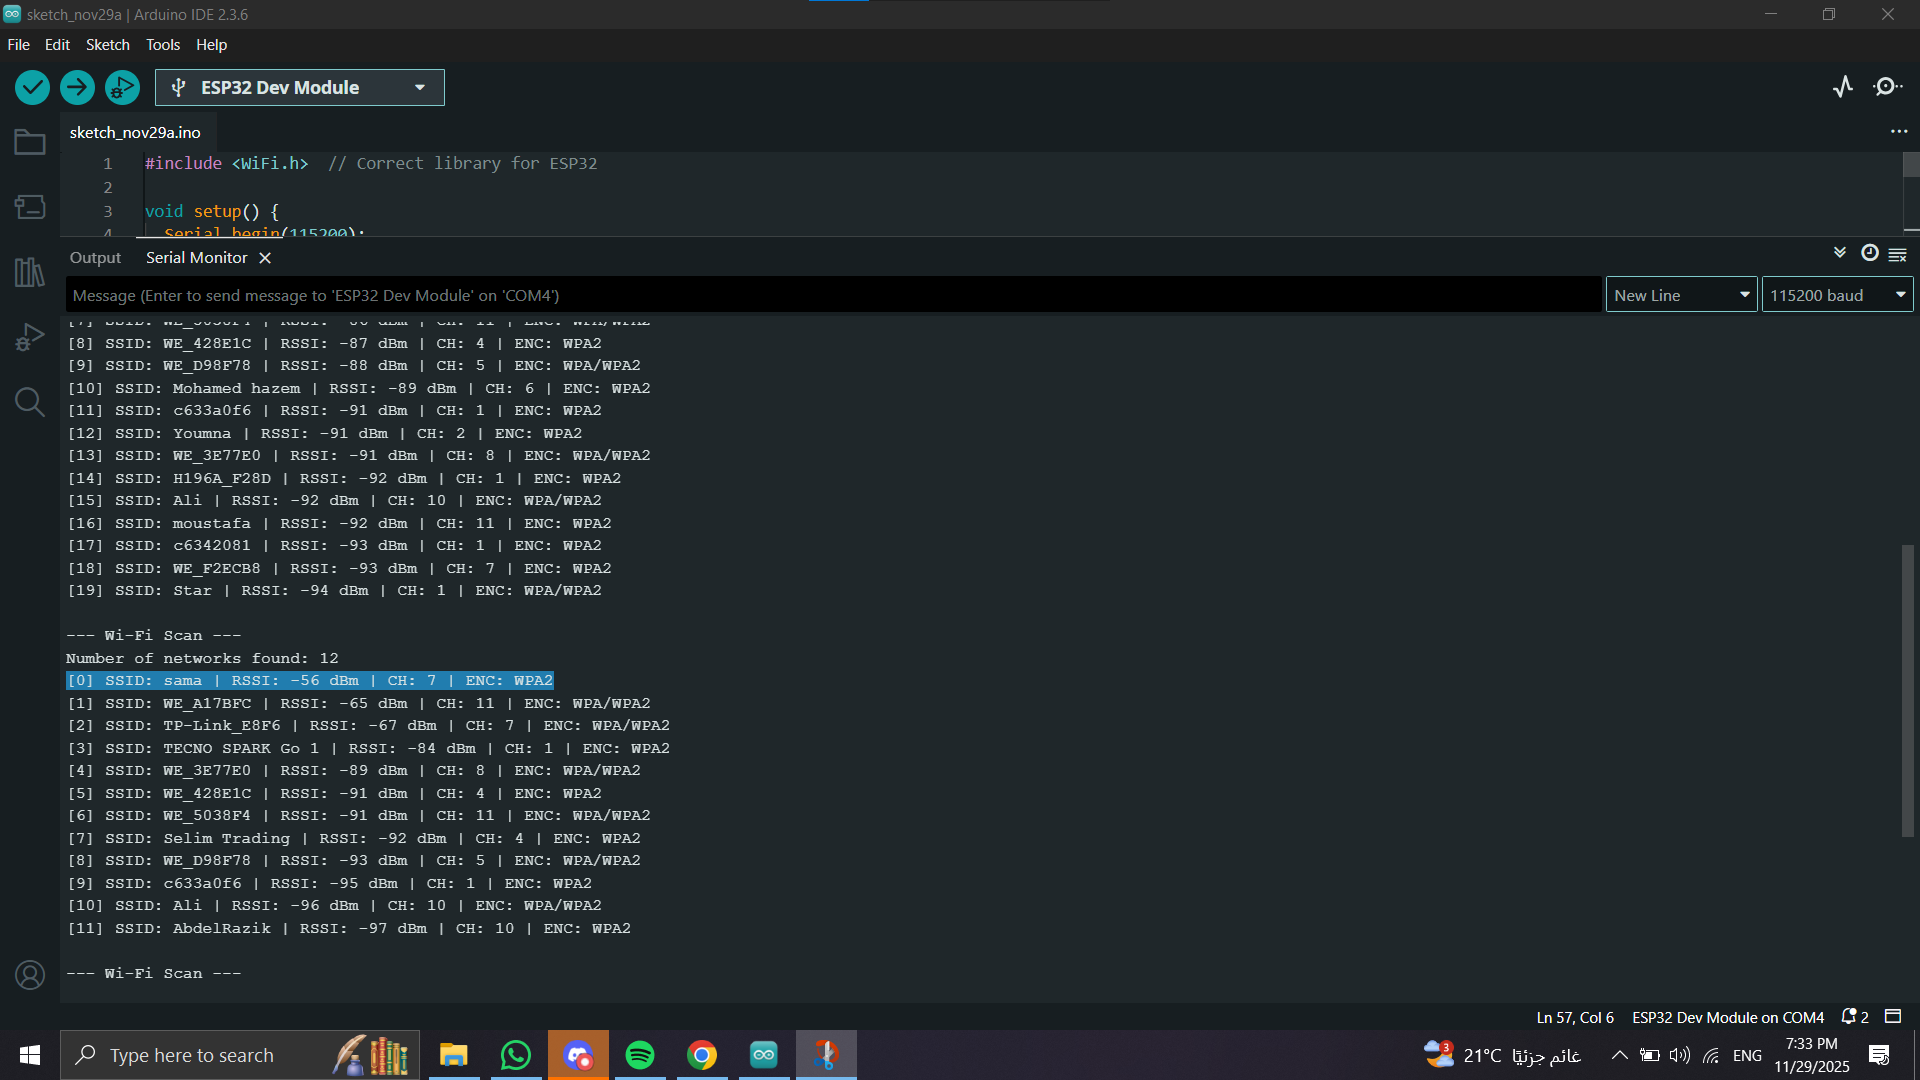 sketch_nov29a | Arduino IDE 2.3.6
File Edit Sketch Tools Help
ESP32 Dev Module
sketch_nov29a.ino
1 #include <WiFi.h>  // Correct library for ESP32
2
3 void setup() {
4 Serial.begin(115200);
Output Serial Monitor
Message (Enter to send message to 'ESP32 Dev Module' on 'COM4')
New Line
115200 baud
[7] SSID: WE_5038F4 | RSSI: -86 dBm | CH: 11 | ENC: WPA/WPA2
[8] SSID: WE_428E1C | RSSI: -87 dBm | CH: 4 | ENC: WPA2
[9] SSID: WE_D98F78 | RSSI: -88 dBm | CH: 5 | ENC: WPA/WPA2
[10] SSID: Mohamed hazem | RSSI: -89 dBm | CH: 6 | ENC: WPA2
[11] SSID: c633a0f6 | RSSI: -91 dBm | CH: 1 | ENC: WPA2
[12] SSID: Youmna | RSSI: -91 dBm | CH: 2 | ENC: WPA2
[13] SSID: WE_3E77E0 | RSSI: -91 dBm | CH: 8 | ENC: WPA/WPA2
[14] SSID: H196A_F28D | RSSI: -92 dBm | CH: 1 | ENC: WPA2
[15] SSID: Ali | RSSI: -92 dBm | CH: 10 | ENC: WPA/WPA2
[16] SSID: moustafa | RSSI: -92 dBm | CH: 11 | ENC: WPA2
[17] SSID: c6342081 | RSSI: -93 dBm | CH: 1 | ENC: WPA2
[18] SSID: WE_F2ECB8 | RSSI: -93 dBm | CH: 7 | ENC: WPA2
[19] SSID: Star | RSSI: -94 dBm | CH: 1 | ENC: WPA/WPA2
--- Wi-Fi Scan ---
Number of networks found: 12
[0] SSID: sama | RSSI: -56 dBm | CH: 7 | ENC: WPA2
[1] SSID: WE_A17BFC | RSSI: -65 dBm | CH: 11 | ENC: WPA/WPA2
[2] SSID: TP-Link_E8F6 | RSSI: -67 dBm | CH: 7 | ENC: WPA/WPA2
[3] SSID: TECNO SPARK Go 1 | RSSI: -84 dBm | CH: 1 | ENC: WPA2
[4] SSID: WE_3E77E0 | RSSI: -89 dBm | CH: 8 | ENC: WPA/WPA2
[5] SSID: WE_428E1C | RSSI: -91 dBm | CH: 4 | ENC: WPA2
[6] SSID: WE_5038F4 | RSSI: -91 dBm | CH: 11 | ENC: WPA/WPA2
[7] SSID: Selim Trading | RSSI: -92 dBm | CH: 4 | ENC: WPA2
[8] SSID: WE_D98F78 | RSSI: -93 dBm | CH: 5 | ENC: WPA/WPA2
[9] SSID: c633a0f6 | RSSI: -95 dBm | CH: 1 | ENC: WPA2
[10] SSID: Ali | RSSI: -96 dBm | CH: 10 | ENC: WPA/WPA2
[11] SSID: AbdelRazik | RSSI: -97 dBm | CH: 10 | ENC: WPA2
--- Wi-Fi Scan ---
Ln 57, Col 6 ESP32 Dev Module on COM4 2
Type here to search
3 21°C غائم جزئيًا ENG
7:33 PM
11/29/2025